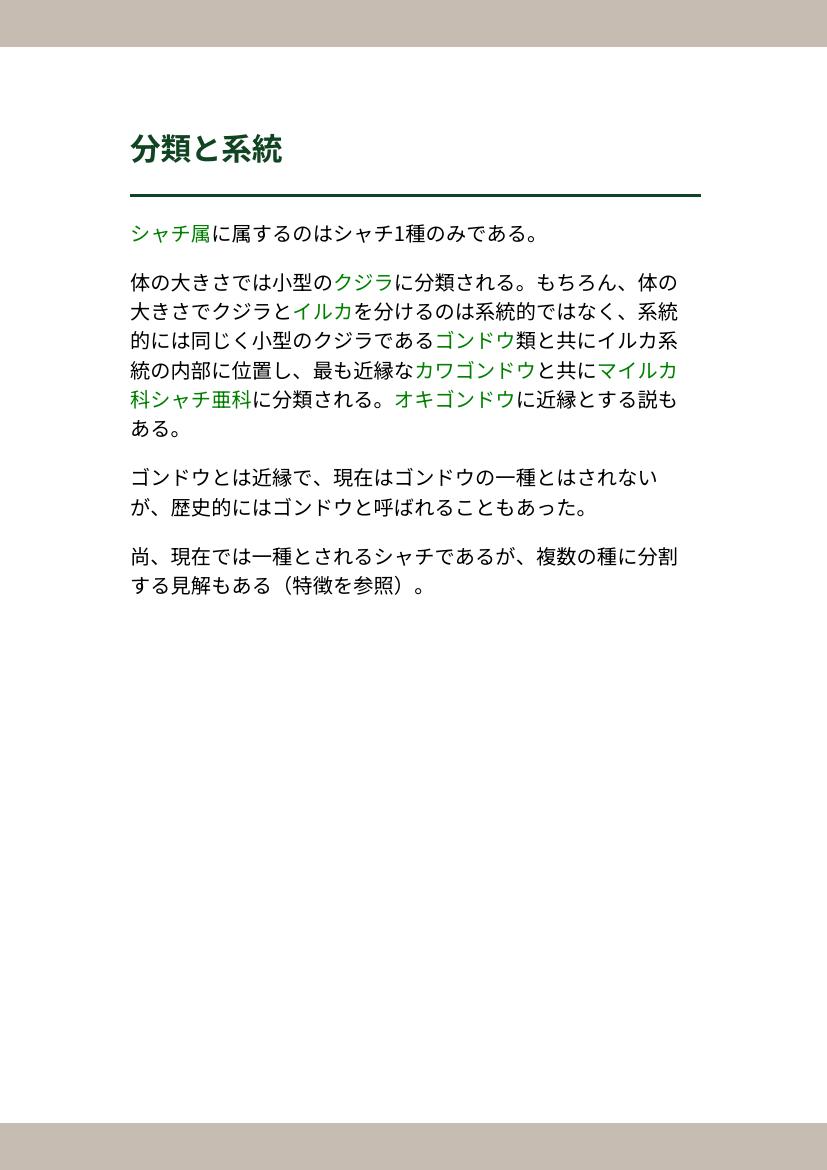 分類と系統
シャチ属に属するのはシャチ1種のみである。
体の大きさでは小型のクジラに分類される。もちろん、体の
大きさでクジラとイルカを分けるのは系統的ではなく、系統
的には同じく小型のクジラであるゴンドウ類と共にイルカ系
統の内部に位置し、最も近縁なカワゴンドウと共にマイルカ
科シャチ亜科に分類される。オキゴンドウに近縁とする説も
ある。
ゴンドウとは近縁で、現在はゴンドウの一種とはされない
が、歴史的にはゴンドウと呼ばれることもあった。
尚、現在では一種とされるシャチであるが、複数の種に分割
する見解もある（特徴を参照）。